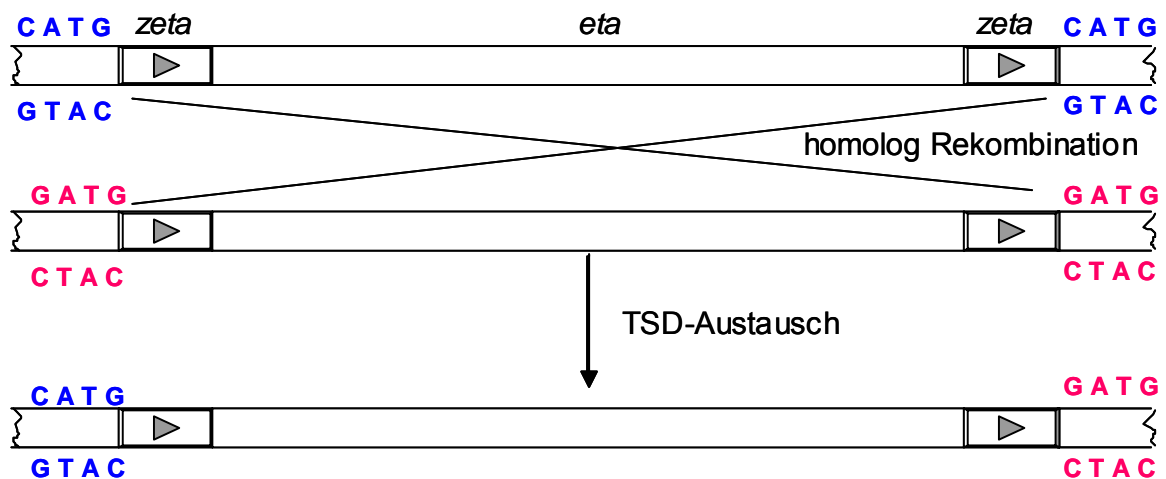 C A T G zeta eta zeta C A T G
G T A C G T A C
homolog Rekombination
G A T G G A T G
C T A C C T A C
TSD-Austausch
C A T G G A T G
G T A C C T A C